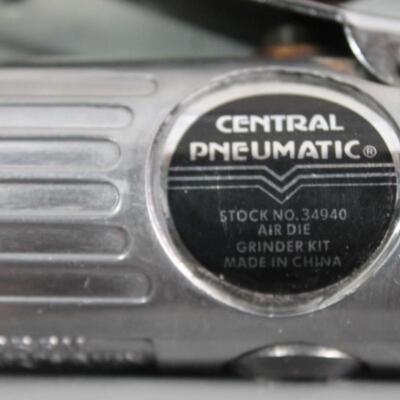 CENTRAL
PNEUMATIC®
STOCK NO. 34940
AIR DIE
GRINDER KIT
MADE IN CHINA